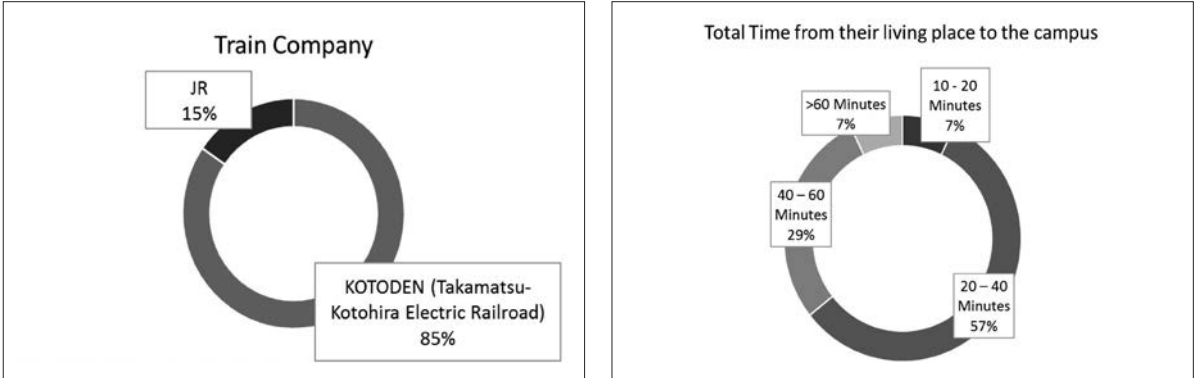 Train Company
JR
15%
KOTODEN (Takamatsu-
Kotohira Electric Railroad)
85%
Total Time from their living place to the campus
>60 Minutes
7%
10 - 20
Minutes
7%
40 – 60
Minutes
29%
20 – 40
Minutes
57%